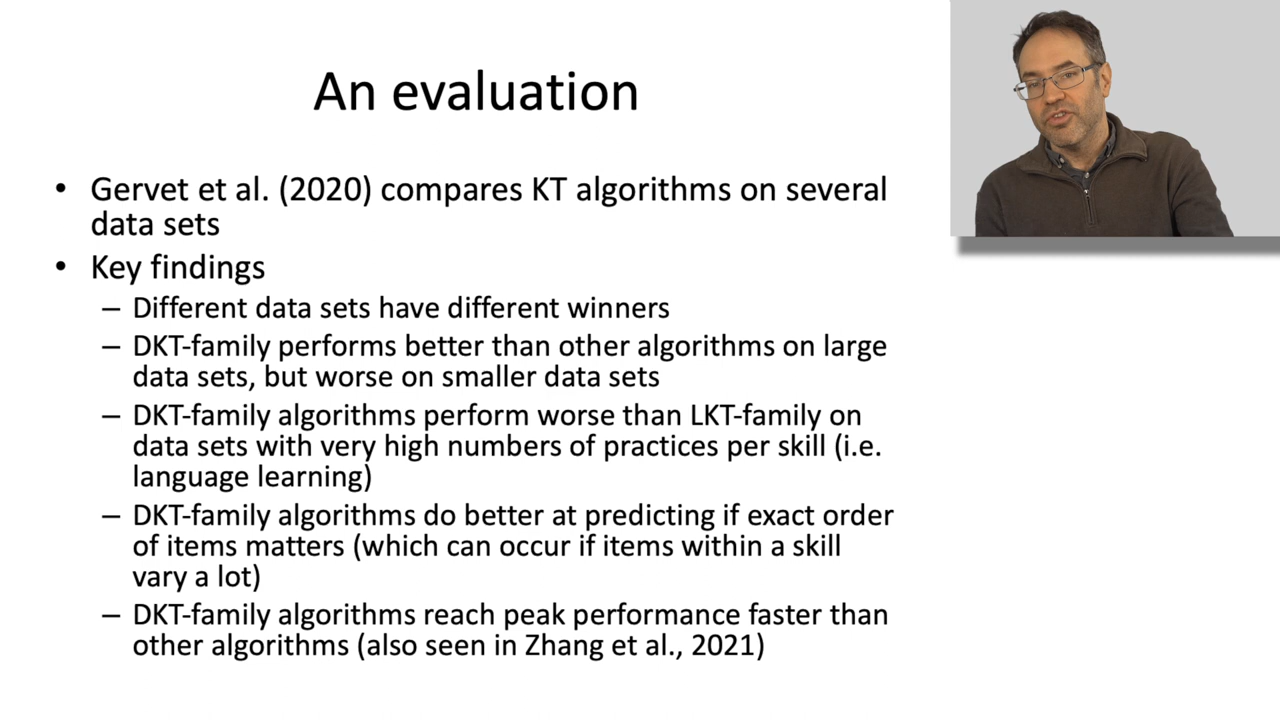 An evaluation
• Gervet et al. (2020) compares KT algorithms on several
data sets
• Key findings
– Different data sets have different winners
– DKT-family performs better than other algorithms on large
data sets, but worse on smaller data sets
– DKT-family algorithms perform worse than LKT-family on
data sets with very high numbers of practices per skill (i.e.
language learning)
– DKT-family algorithms do better at predicting if exact order
of items matters (which can occur if items within a skill
vary a lot)
– DKT-family algorithms reach peak performance faster than
other algorithms (also seen in Zhang et al., 2021)